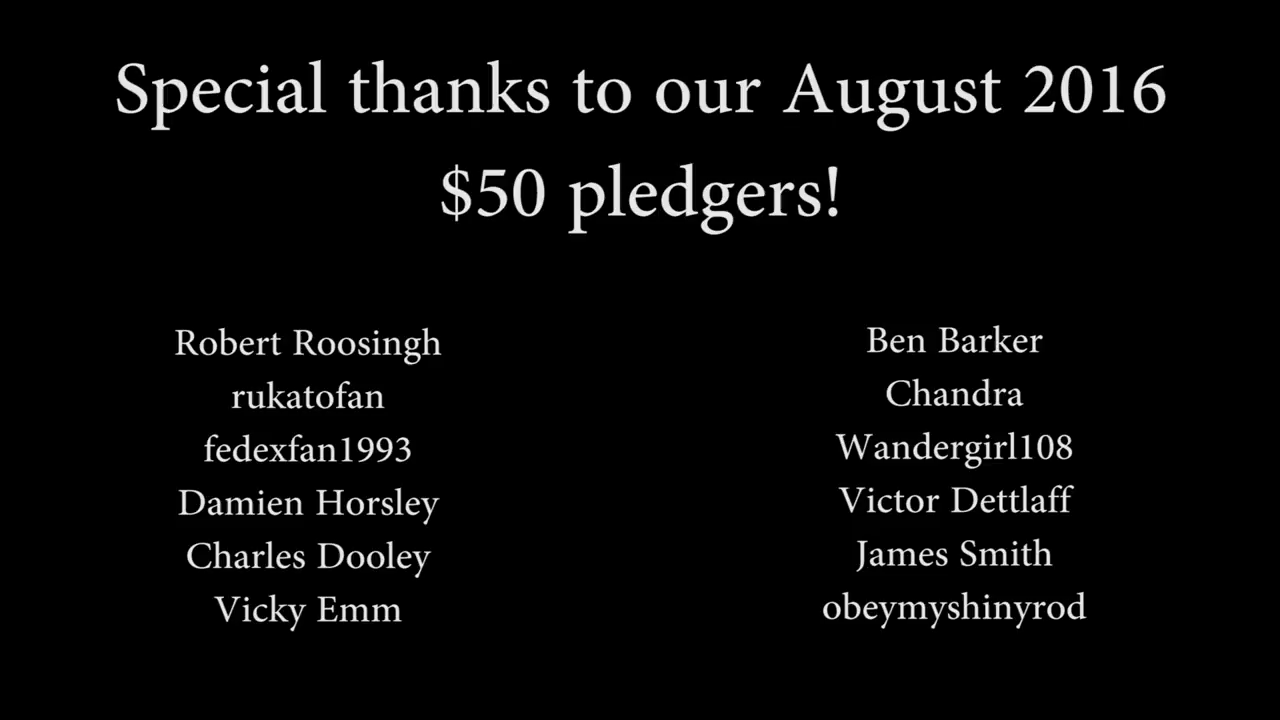 Special thanks to our August 2016
$50 pledgers!
Robert Roosingh
rukatofan
fedexfan1993
Damien Horsley
Charles Dooley
Vicky Emm
Ben Barker
Chandra
Wandergirl108
Victor Dettlaff
James Smith
obeymyshinyrod